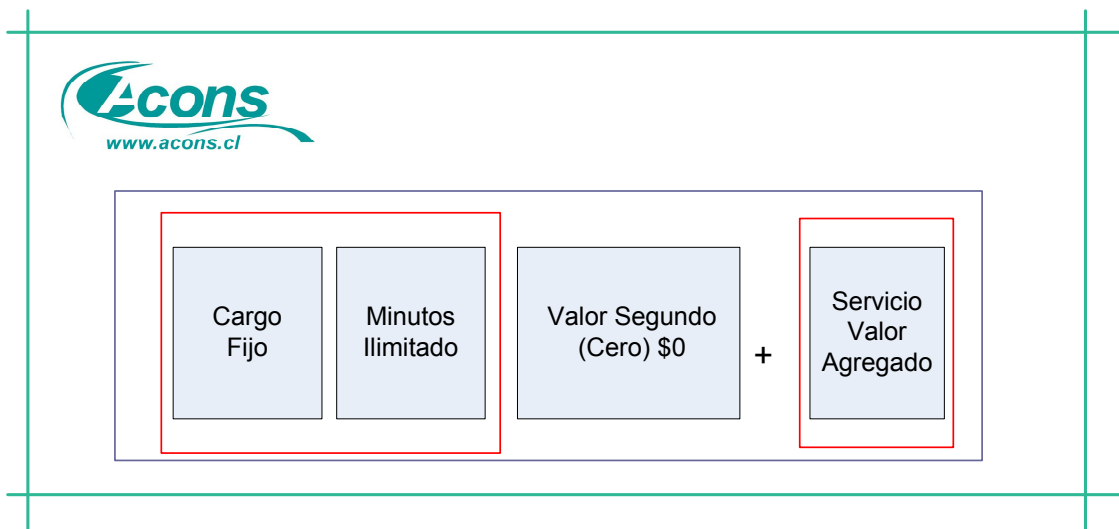 Acons
www.acons.cl
Cargo
Fijo
Minutos
Ilimitado
Valor Segundo
(Cero) $0
+
Servicio
Valor
Agregado